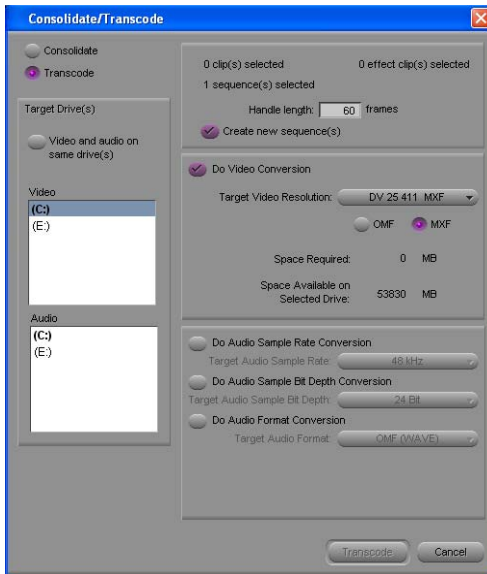 Consolidate/Transcode
Consolidate
Transcode
Target Drive(s)
Video and audio on
same drive(s)
Video
(C:)
(E:)
Audio
(C:)
(E:)
0 clip(s) selected 0 effect clip(s) selected
1 sequence(s) selected
Handle length: 60 frames
Create new sequence(s)
Do Video Conversion
Target Video Resolution: DV 25 411 MXF
OMF MXF
Space Required: 0 MB
Space Available on
Selected Drive: 53830 MB
Do Audio Sample Rate Conversion
Target Audio Sample Rate: 48 kHz
Do Audio Sample Bit Depth Conversion
Target Audio Sample Bit Depth: 24 Bit
Do Audio Format Conversion
Target Audio Format: OMF (WAVE)
Transcode Cancel